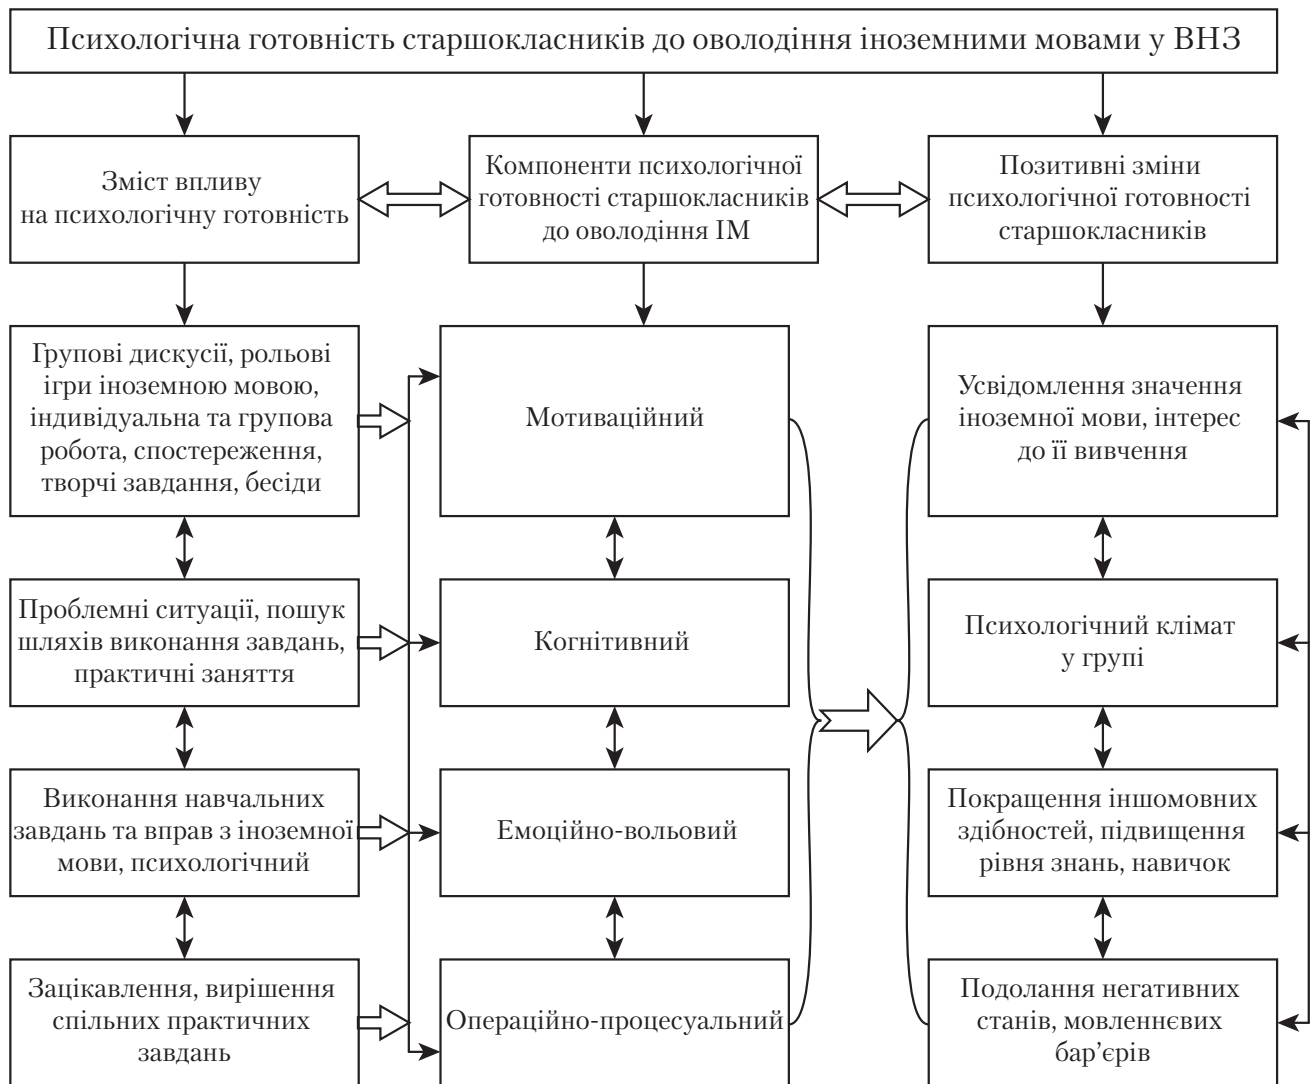 Психологічна готовність старшокласників до оволодіння іноземними мовами у ВНЗ
Зміст впливу
на психологічну готовність
Компоненти психологічної
готовності старшокласників
до оволодіння ІМ
Позитивні зміни
психологічної готовності
старшокласників
Групові дискусії, рольові
ігри іноземною мовою,
індивідуальна та групова
робота, спостереження,
творчі завдання, бесіди
Мотиваційний
Усвідомлення значення
іноземної мови, інтерес
до її вивчення
Проблемні ситуації, пошук
шляхів виконання завдань,
практичні заняття
Когнітивний
Психологічний клімат
у групі
Виконання навчальних
завдань та вправ з іноземної
мови, психологічний
Емоційно-вольовий
Покращення іншомовних
здібностей, підвищення
рівня знань, навичок
Зацікавлення, вирішення
спільних практичних
завдань
Операційно-процесуальний
Подолання негативних
станів, мовленнєвих
бар’єрів